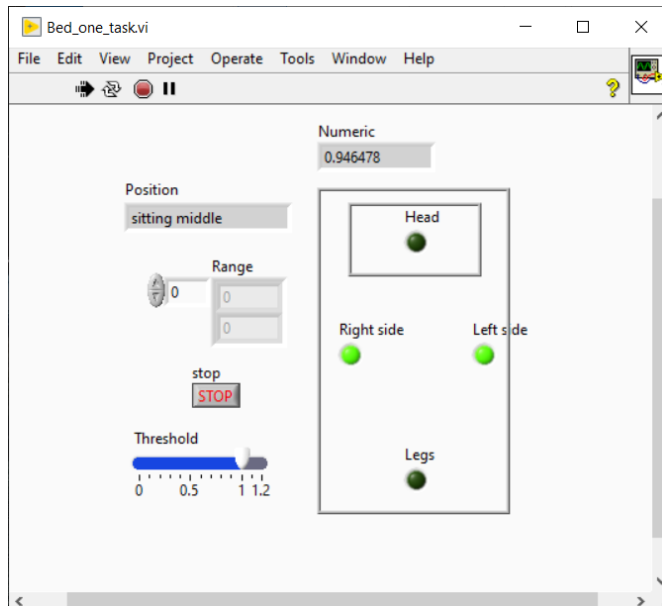 Bed_one_task.vi
File Edit View Project Operate Tools Window Help
Numeric
0.946478
Position
sitting middle
Head
Range
0
0
0
Right side
Left side
stop
STOP
Threshold
0 0.5 1 1.2
Legs